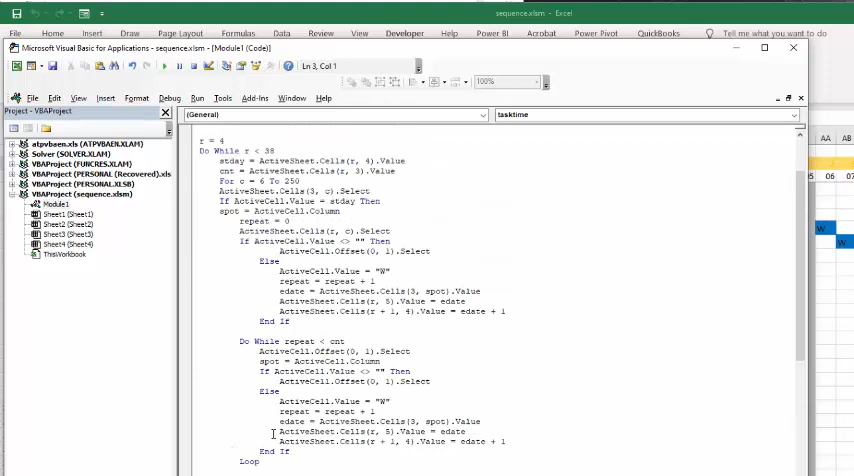 sequence.xlsm - Excel
File Home Insert Draw Page Layout Formulas Data Review View Developer Help Power BI Acrobat Power Pivot QuickBooks Tell me what you want to do
Microsoft Visual Basic for Applications - sequence.xlsm - [Module1 (Code)]
Ln 3, Col 1
100%
File Edit View Insert Format Debug Run Tools Add-Ins Window Help
Project - VBAProject
(General) tasktime
atpvbaen.xls (ATPVBAEN.XLAM)
Solver (SOLVER.XLAM)
VBAProject (FUNCRES.XLAM)
VBAProject (PERSONAL (Recovered).xls
VBAProject (PERSONAL.XLSB)
VBAProject (sequence.xlsm)
Module1
Sheet1 (Sheet1)
Sheet2 (Sheet2)
Sheet3 (Sheet3)
Sheet4 (Sheet4)
ThisWorkbook
r = 4
Do While r < 38
stday = ActiveSheet.Cells(r, 4).Value
cnt = ActiveSheet.Cells(r, 3).Value
For c = 6 To 250
ActiveSheet.Cells(3, c).Select
If ActiveCell.Value = stday Then
spot = ActiveCell.Column
repeat = 0
ActiveSheet.Cells(r, c).Select
If ActiveCell.Value <> "" Then
ActiveCell.Offset(0, 1).Select
Else
ActiveCell.Value = "W"
repeat = repeat + 1
edate = ActiveSheet.Cells(3, spot).Value
ActiveSheet.Cells(r, 5).Value = edate
ActiveSheet.Cells(r + 1, 4).Value = edate + 1
End If
Do While repeat < cnt
ActiveCell.Offset(0, 1).Select
spot = ActiveCell.Column
If ActiveCell.Value <> "" Then
ActiveCell.Offset(0, 1).Select
Else
ActiveCell.Value = "W"
repeat = repeat + 1
edate = ActiveSheet.Cells(3, spot).Value
ActiveSheet.Cells(r, 5).Value = edate
ActiveSheet.Cells(r + 1, 4).Value = edate + 1
End If
Loop
AA AB
05 06 07
W
W